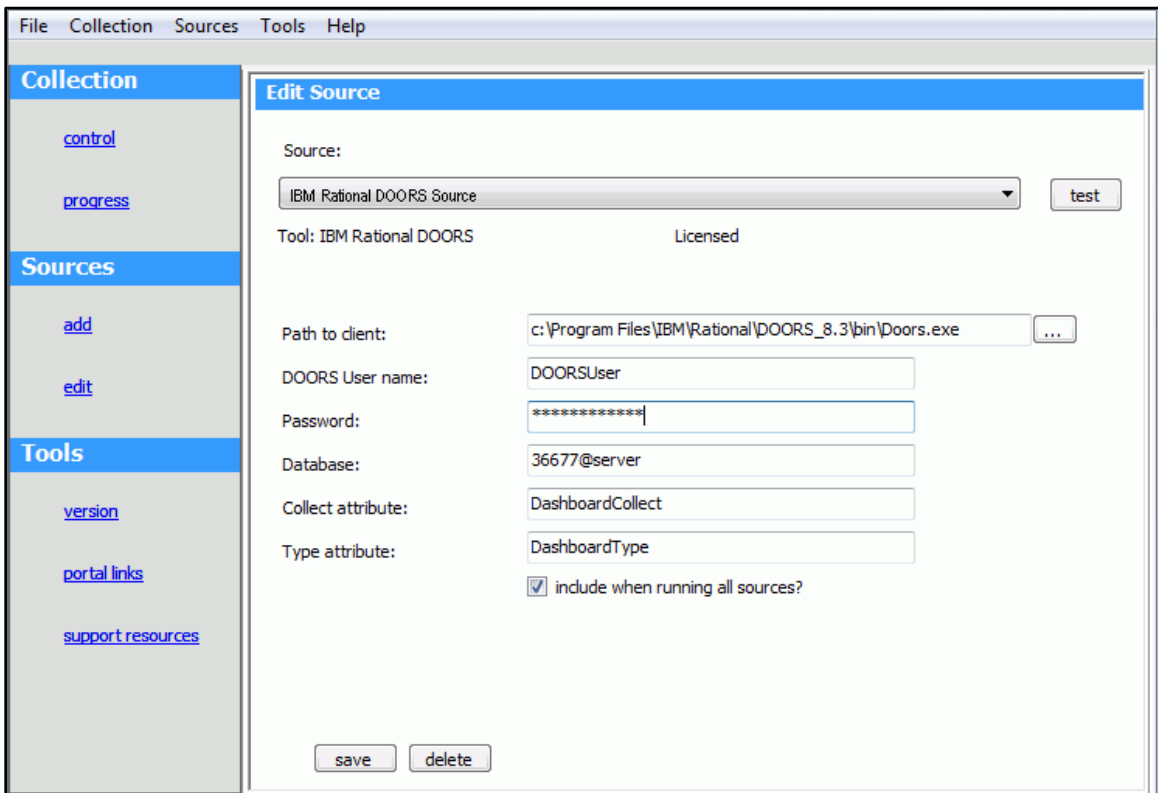 File Collection Sources Tools Help
Collection
control
progress
Sources
add
edit
Tools
version
portal links
support resources
Edit Source
Source:
IBM Rational DOORS Source
test
Tool: IBM Rational DOORS Licensed
Path to client: c:\Program Files\IBM\Rational\DOORS_8.3\bin\Doors.exe ...
DOORS User name: DOORSUser
Password: *************
Database: 36677@server
Collect attribute: DashboardCollect
Type attribute: DashboardType
include when running all sources?
save delete